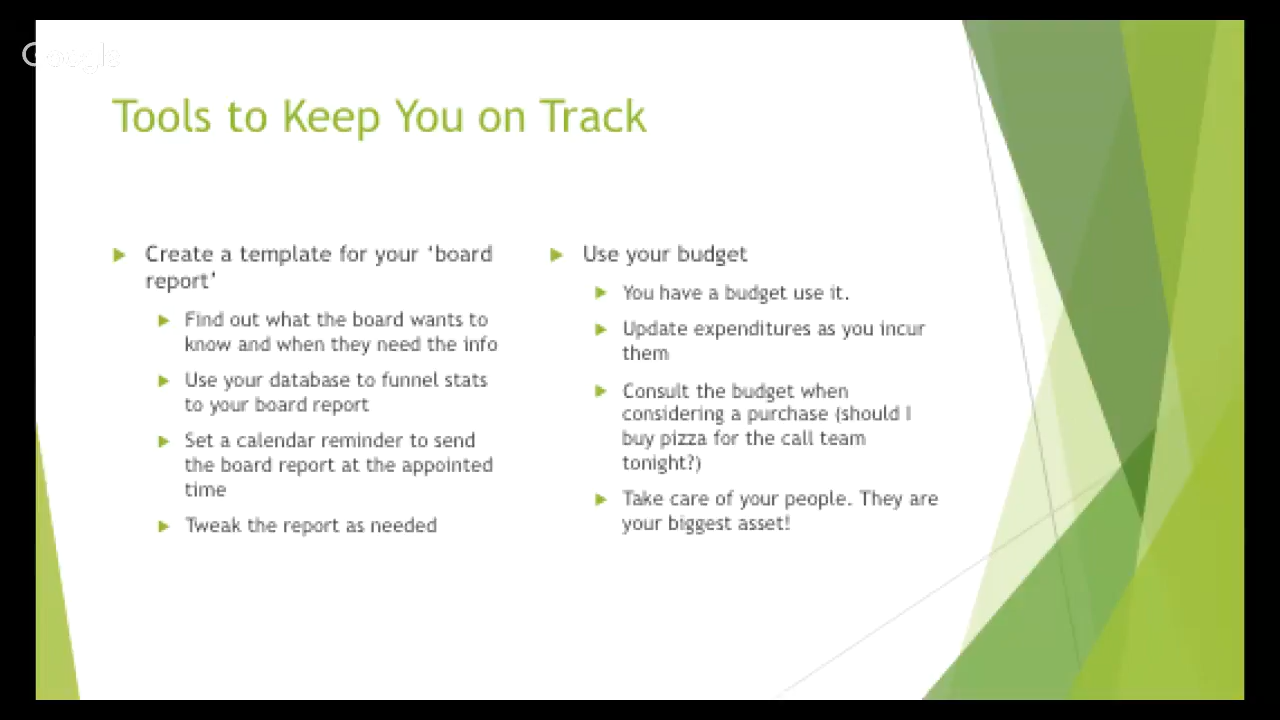 Google
Tools to Keep You on Track
Create a template for your ‘board
report’
Find out what the board wants to
know and when they need the info
Use your database to funnel stats
to your board report
Set a calendar reminder to send
the board report at the appointed
time
Tweak the report as needed
Use your budget
You have a budget use it.
Update expenditures as you incur
them
Consult the budget when
considering a purchase (should I
buy pizza for the call team
tonight?)
Take care of your people. They are
your biggest asset!